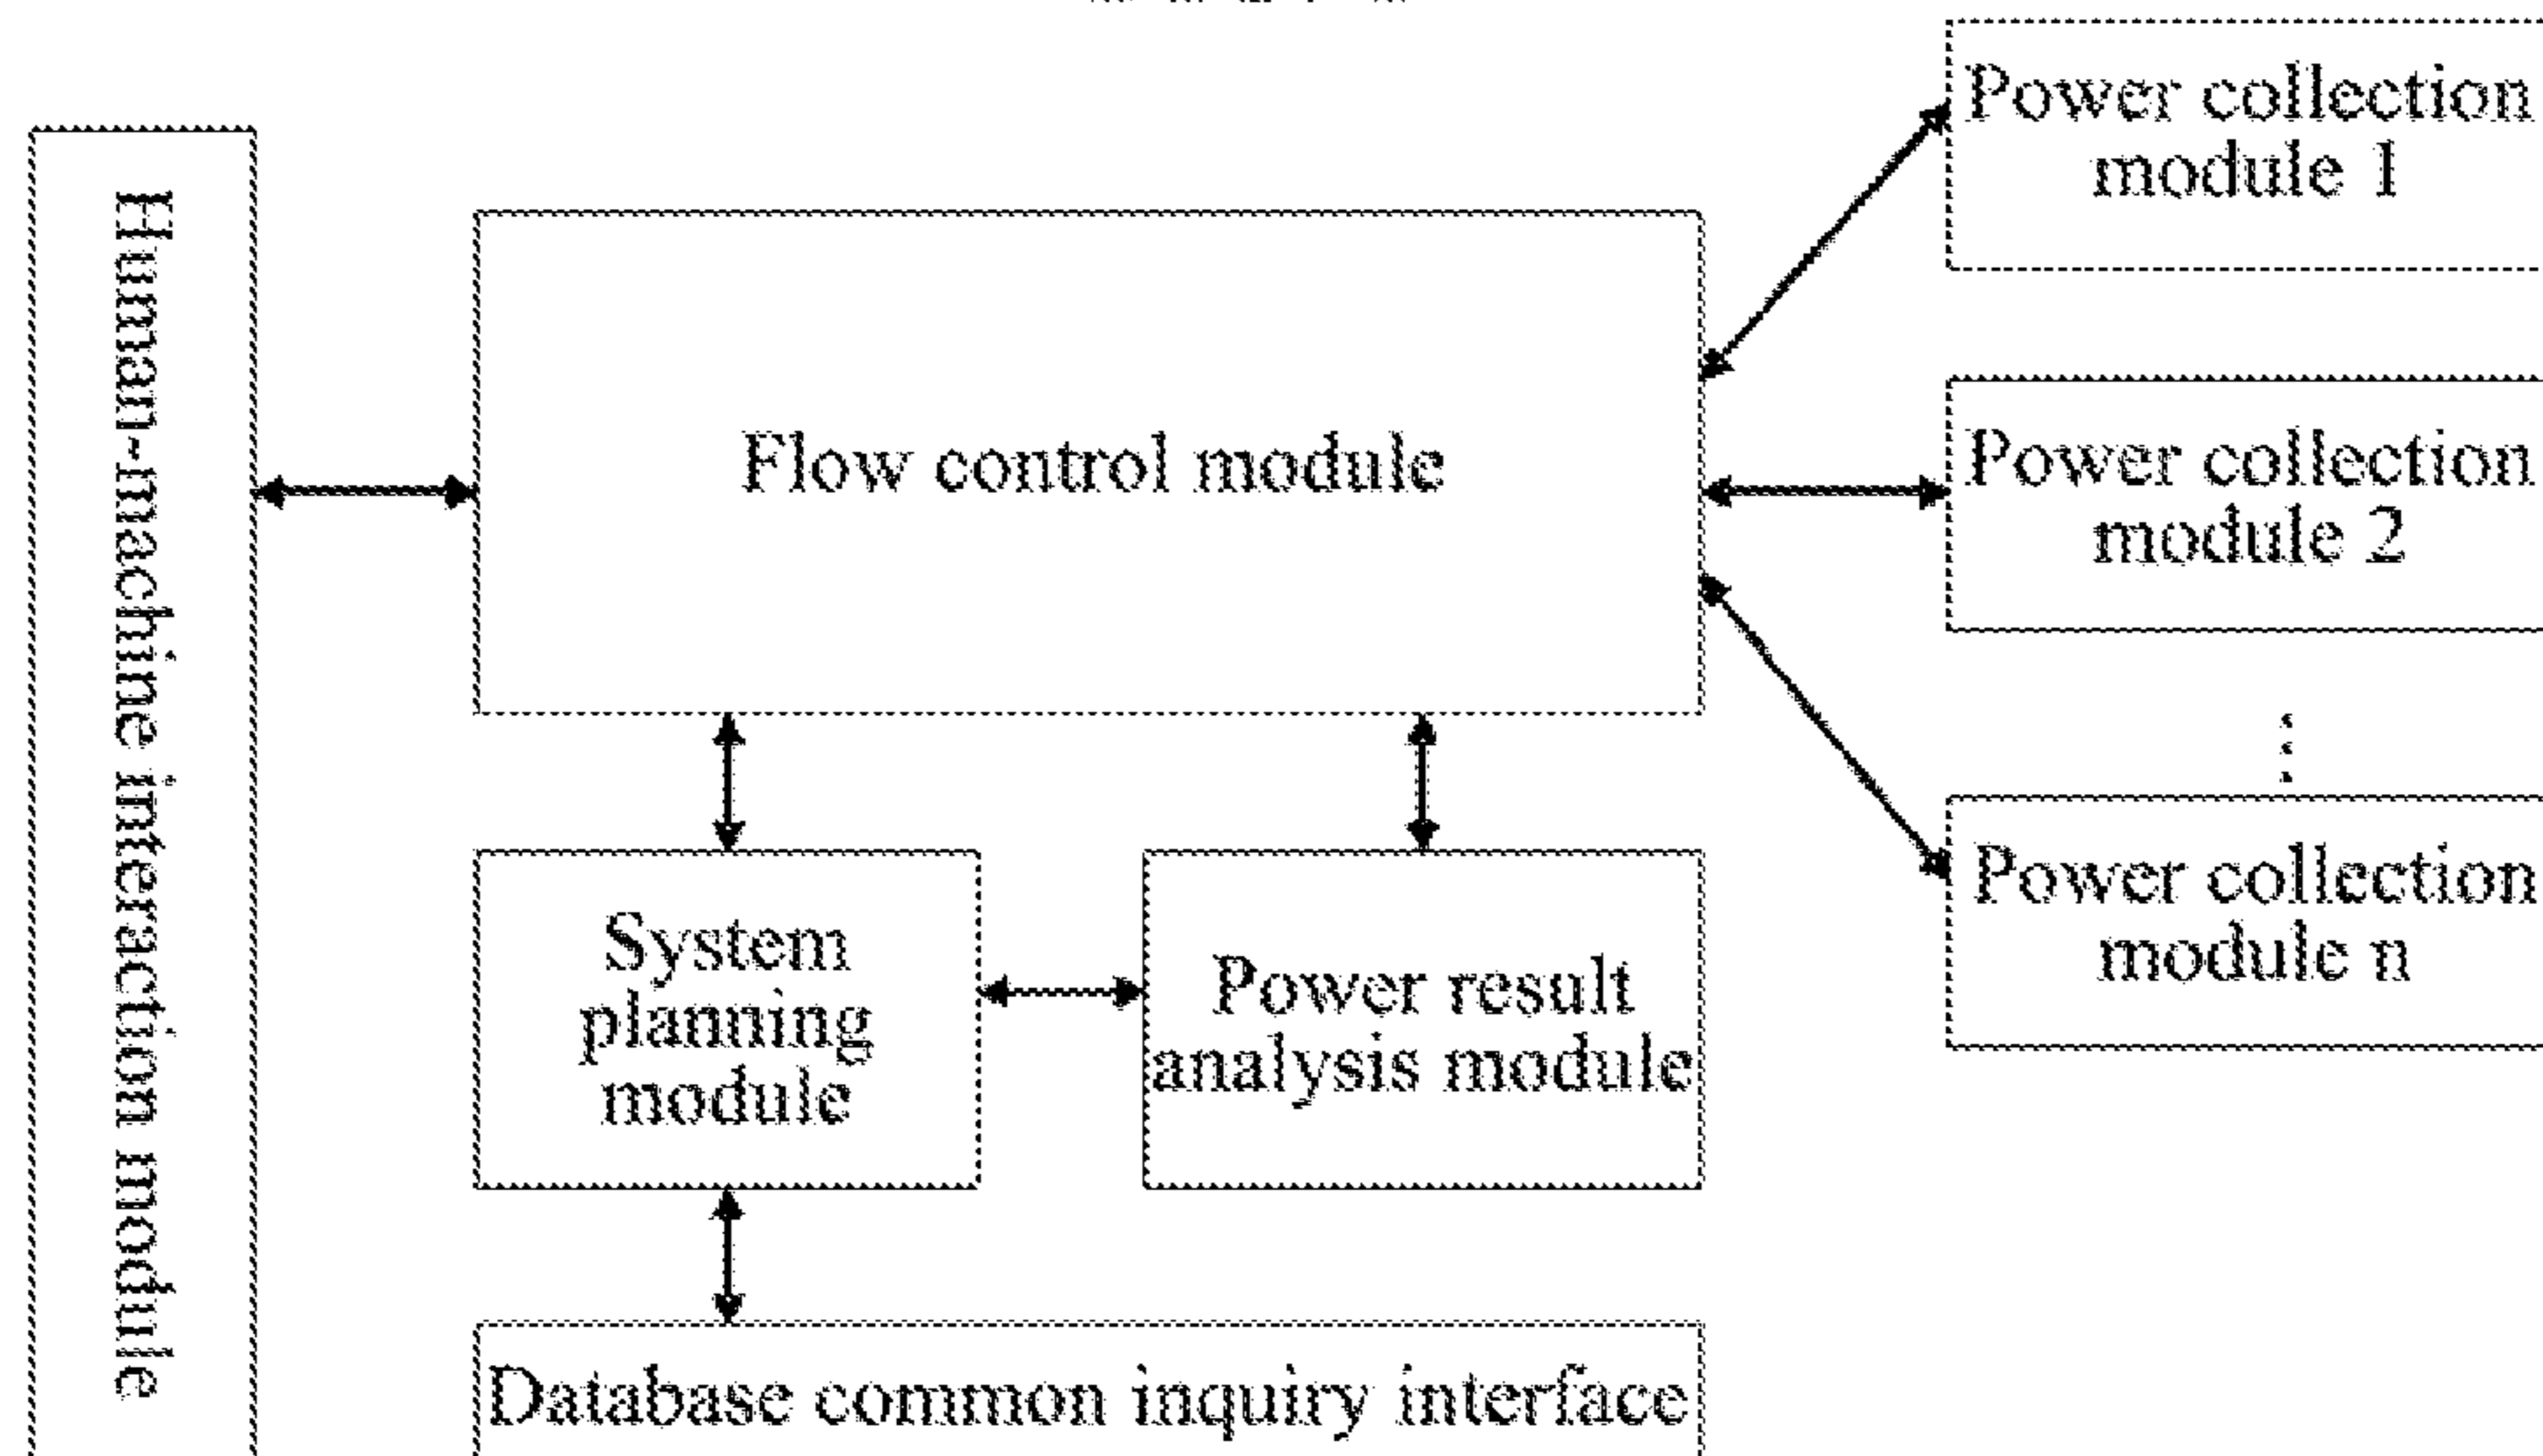 Human-machine interaction module
Flow control module
Power collection
module 1
Power collection
module 2
Power collection
module n
System
planning
module
Power result
analysis module
Database common inquiry interface